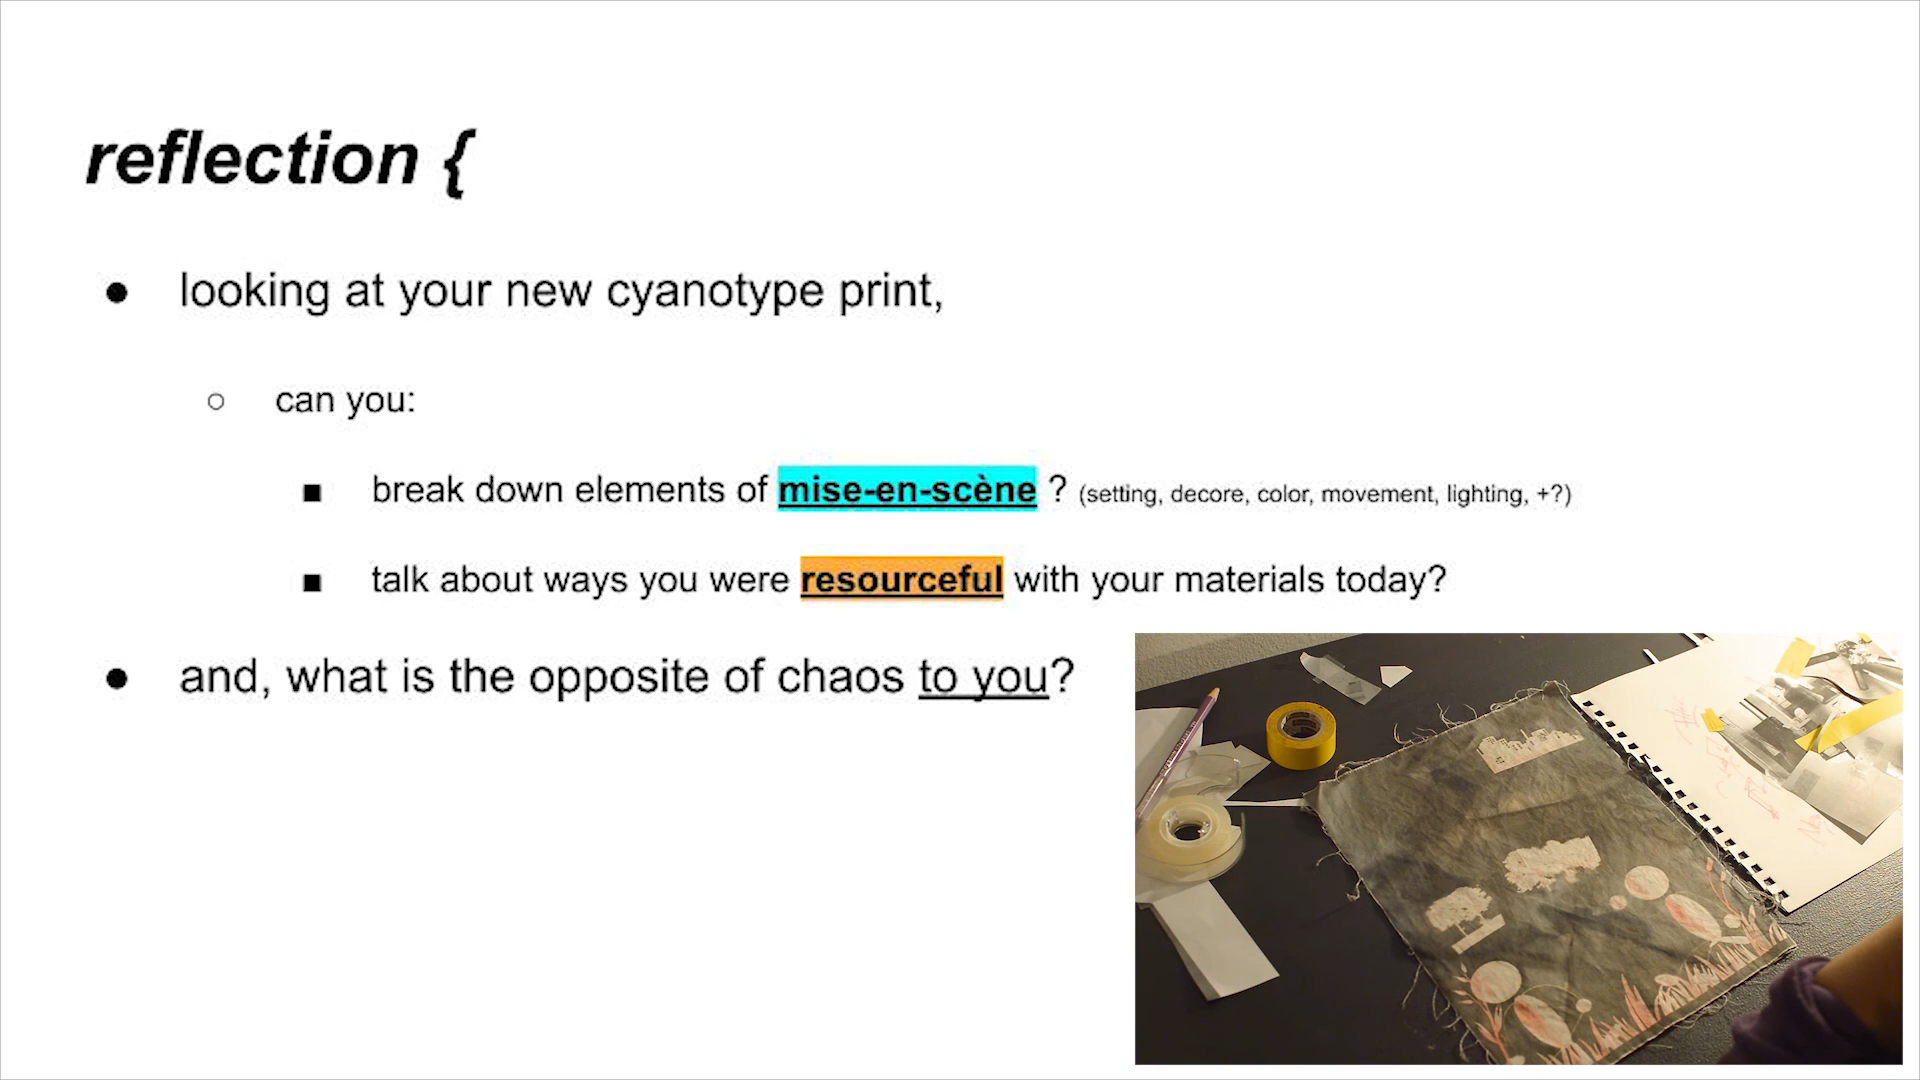 reflection {
● looking at your new cyanotype print,
○ can you:
■ break down elements of mise-en-scène ? (setting, decore, color, movement, lighting, +?)
■ talk about ways you were resourceful with your materials today?
● and, what is the opposite of chaos to you?